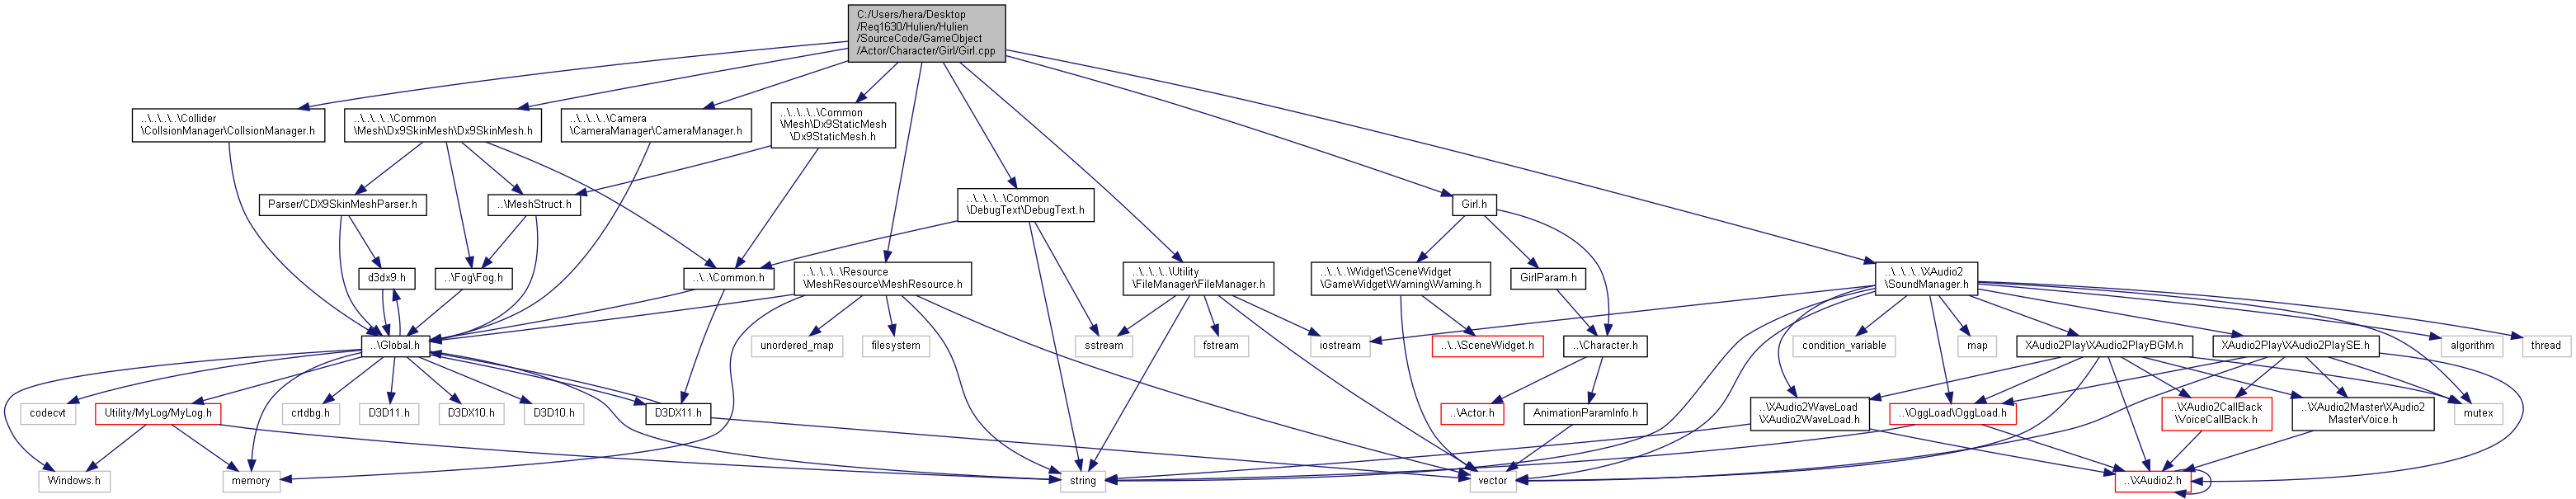 C:/Users/hera/Desktop
/Req1630/Hulien/Hulien
/SourceCode/GameObject
/Actor/Character/Girl/Girl.cpp
..\..\..\..\Collider
\CollsionManager\CollsionManager.h
..\..\..\..\Common
\Mesh\Dx9SkinMesh\Dx9SkinMesh.h
..\..\..\..\Camera
\CameraManager\CameraManager.h
..\..\..\..\Common
\Mesh\Dx9StaticMesh
\Dx9StaticMesh.h
Parser/CDX9SkinMeshParser.h
..\MeshStruct.h
..\..\..\..\Common
\DebugText\DebugText.h
Girl.h
d3dx9.h
..\Fog\Fog.h
..\..\Common.h
..\..\..\..\Resource
\MeshResource\MeshResource.h
..\..\..\..\Utility
\FileManager\FileManager.h
..\..\..\Widget\SceneWidget
\GameWidget\Warning\Warning.h
GirlParam.h
..\..\..\..\XAudio2
\SoundManager.h
..\Global.h
unordered_map
filesystem
sstream
fstream
iostream
..\..\SceneWidget.h
..\Character.h
condition_variable
map
XAudio2Play\XAudio2PlayBGM.h
XAudio2Play\XAudio2PlaySE.h
algorithm
thread
codecvt
Utility/MyLog/MyLog.h
crtdbg.h
D3D11.h
D3DX10.h
D3D10.h
D3DX11.h
..\Actor.h
AnimationParamInfo.h
..\XAudio2WaveLoad
\XAudio2WaveLoad.h
..\OggLoad\OggLoad.h
..\XAudio2CallBack
\VoiceCallBack.h
..\XAudio2Master\XAudio2
MasterVoice.h
mutex
Windows.h
memory
string
vector
..\XAudio2.h